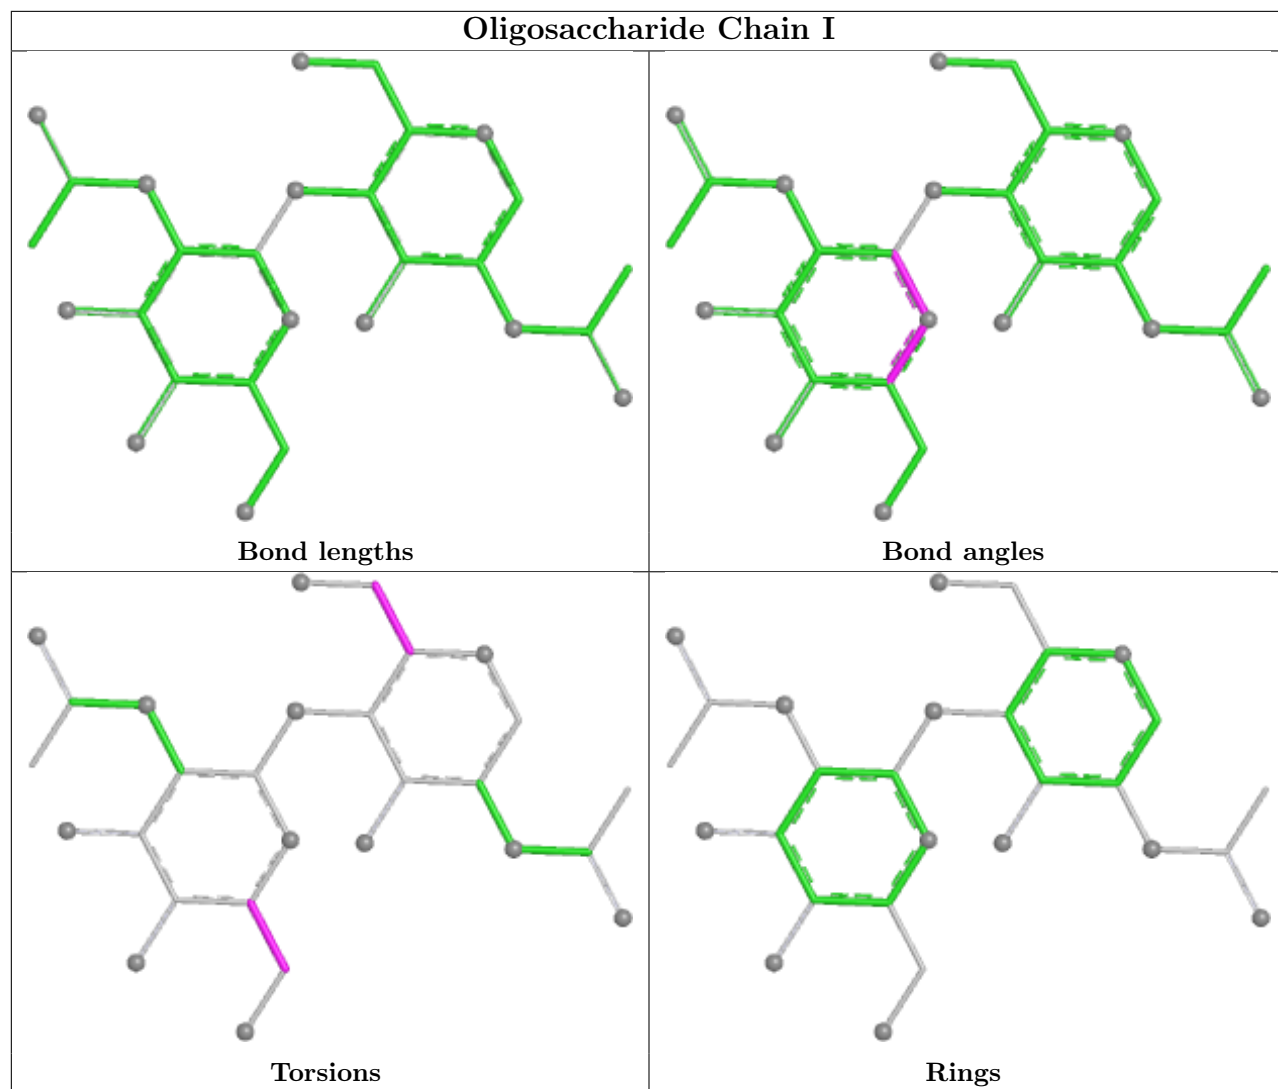 Oligosaccharide Chain I
Bond lengths
Bond angles
Torsions
Rings